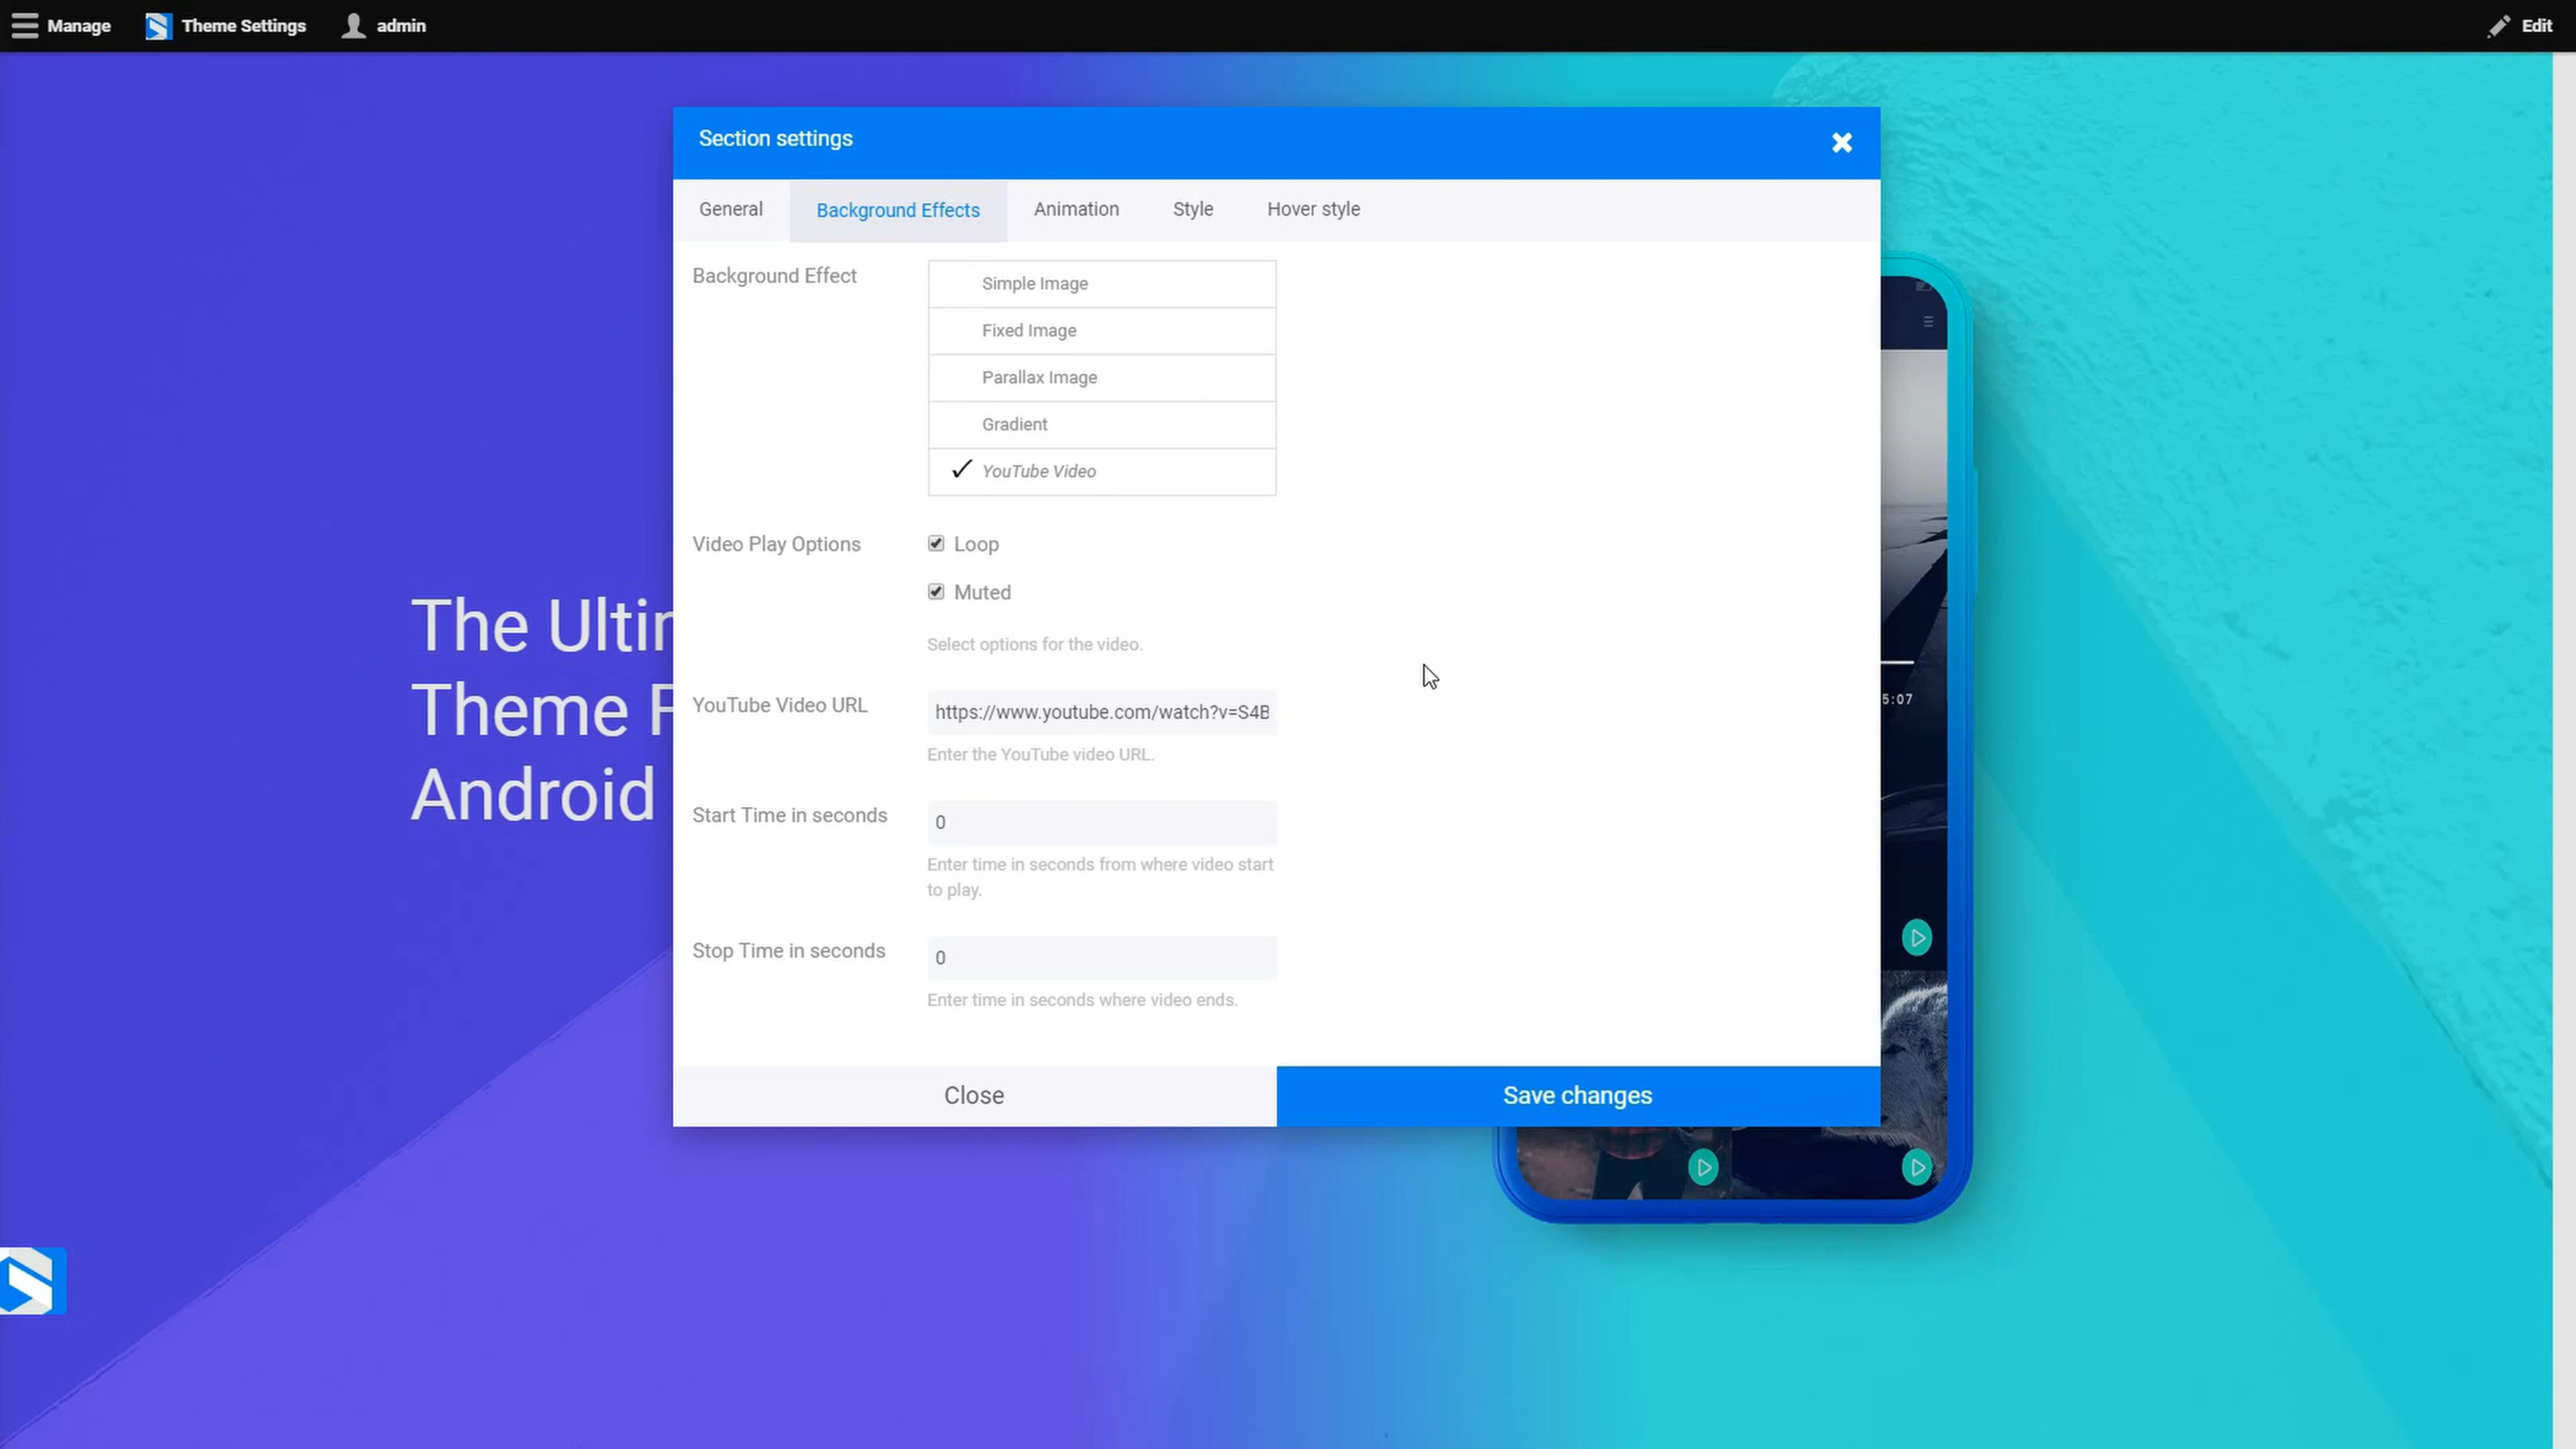 Manage
Theme Settings
admin
Edit
Section settings
General
Background Effects
Animation
Style
Hover style
Background Effect
Simple Image
Fixed Image
Parallax Image
Gradient
YouTube Video
Video Play Options
Loop
Muted
Select options for the video.
YouTube Video URL
https://www.youtube.com/watch?v=S4B
Enter the YouTube video URL.
Start Time in seconds
0
Enter time in seconds from where video start
to play.
Stop Time in seconds
0
Enter time in seconds where video ends.
Close
Save changes
The Ultim
Theme F
Android
5:07